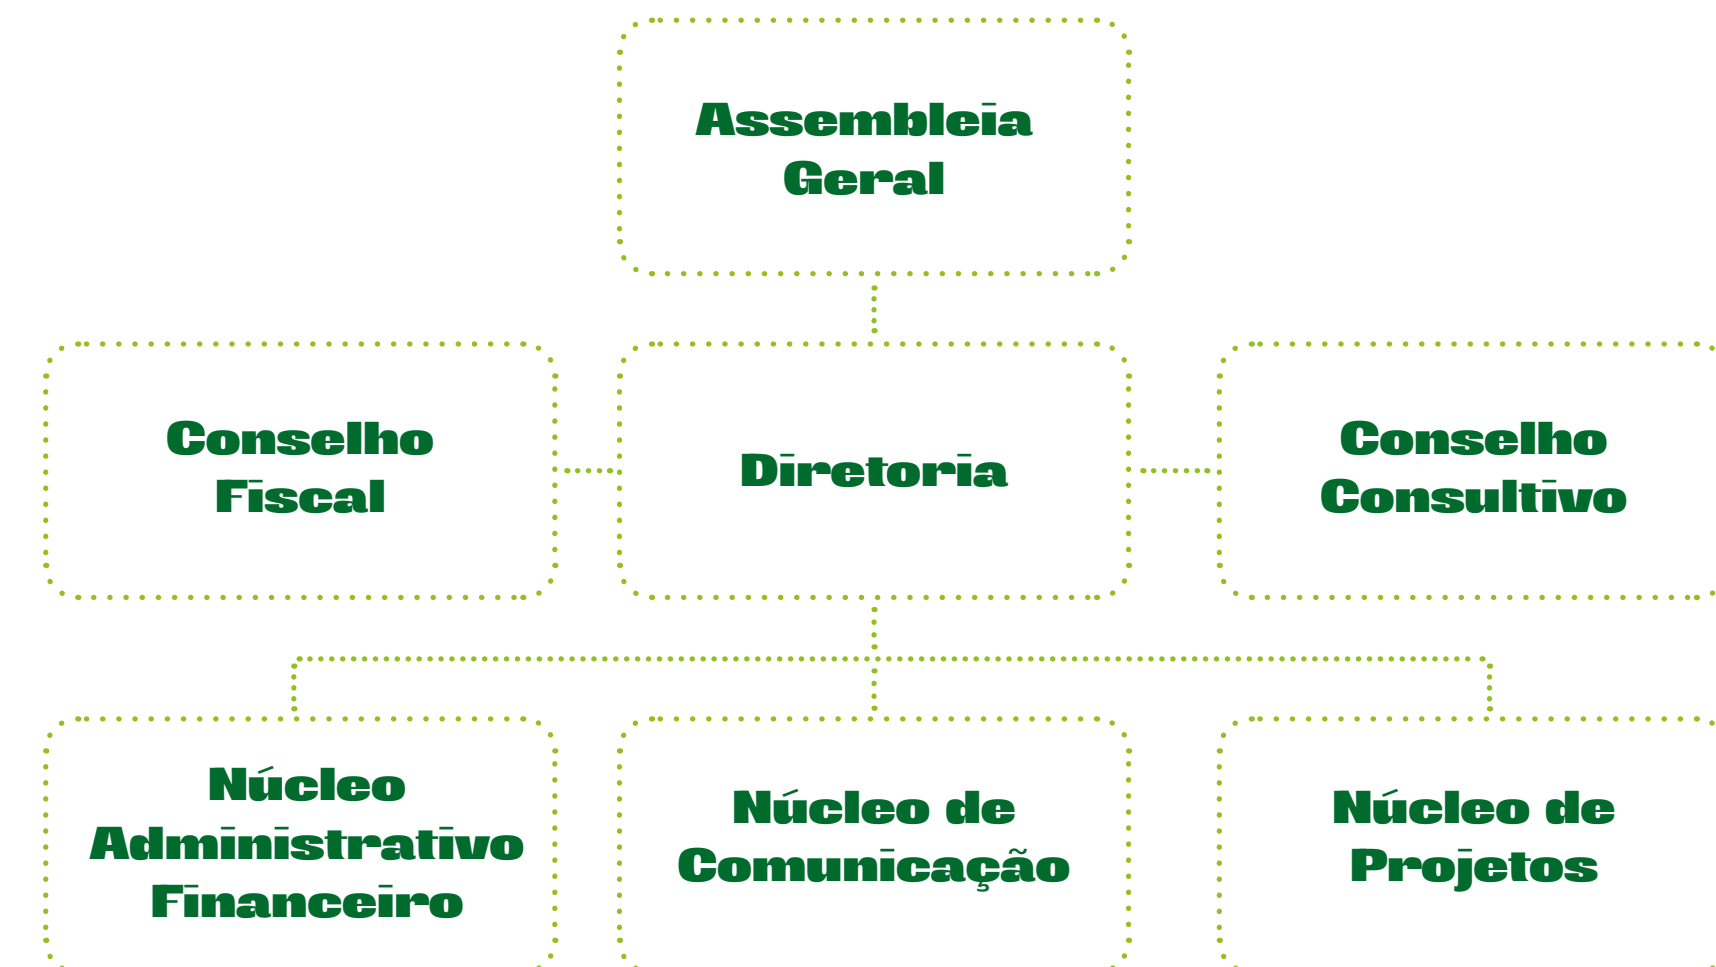 Assembleia
Geral
Conselho
Fiscal
Diretoria
Conselho
Consultivo
Núcleo
Administrativo
Financeiro
Núcleo de
Comunicação
Núcleo de
Projetos